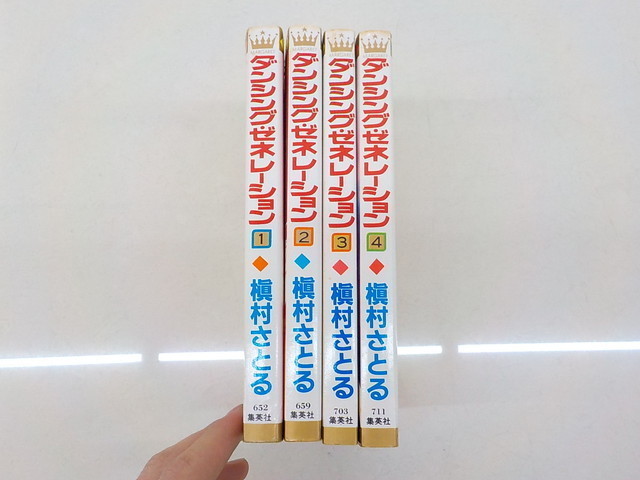 ダンシング・ゼネレーション
1
槇村さとる
652
集英社
ダンシング・ゼネレーション
2
槇村さとる
659
集英社
ダンシング・ゼネレーション
3
槇村さとる
703
集英社
ダンシング・ゼネレーション
4
槇村さとる
711
集英社